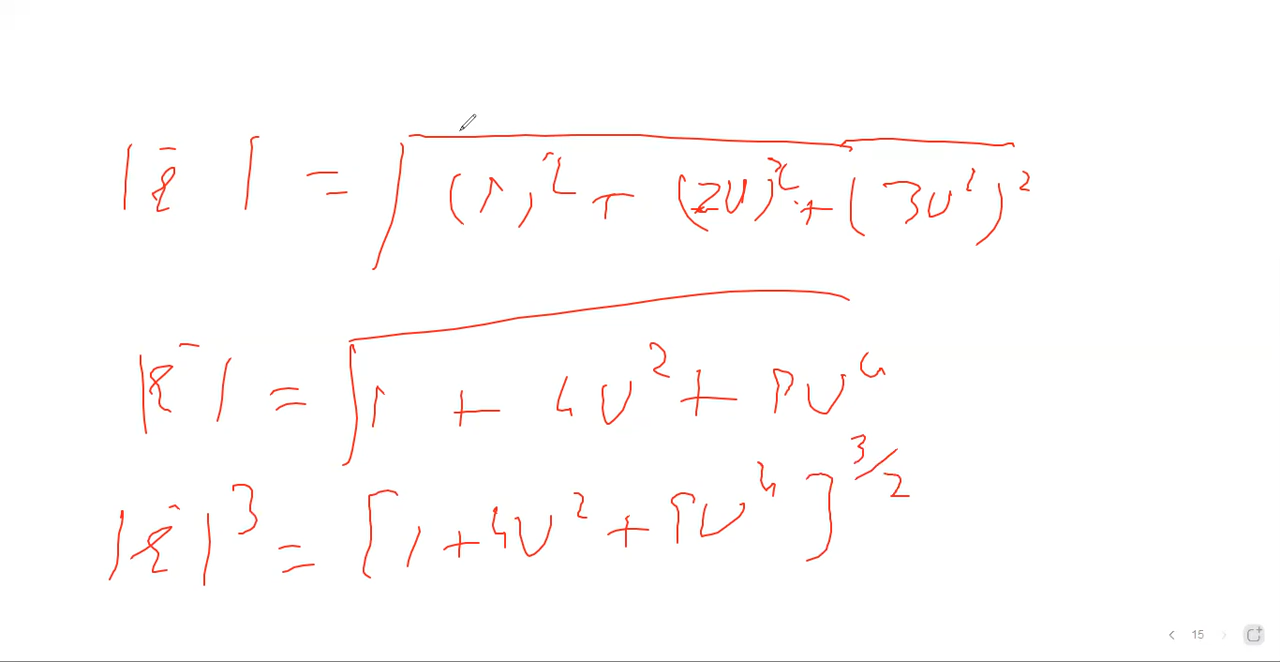 |ṙ̄| = √((1)² + (2u)² + (3u²)²)
|ṙ̄| = √(1 + 4u² + 9u⁴)
|ṙ̄|³ = [1 + 4u² + 9u⁴]^(3/2)
15